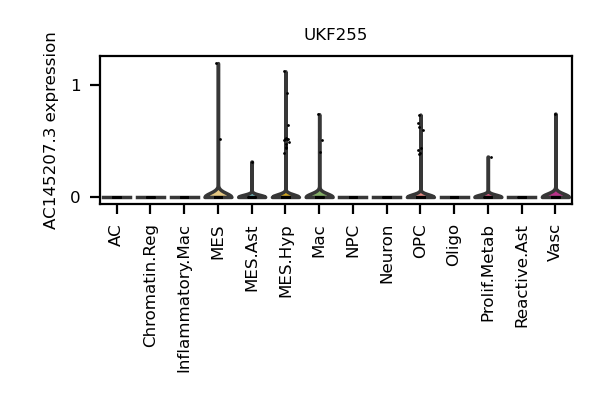 UKF255
AC145207.3 expression
1
0
AC
Chromatin.Reg
Inflammatory.Mac
MES
MES.Ast
MES.Hyp
Mac
NPC
Neuron
OPC
Oligo
Prolif.Metab
Reactive.Ast
Vasc